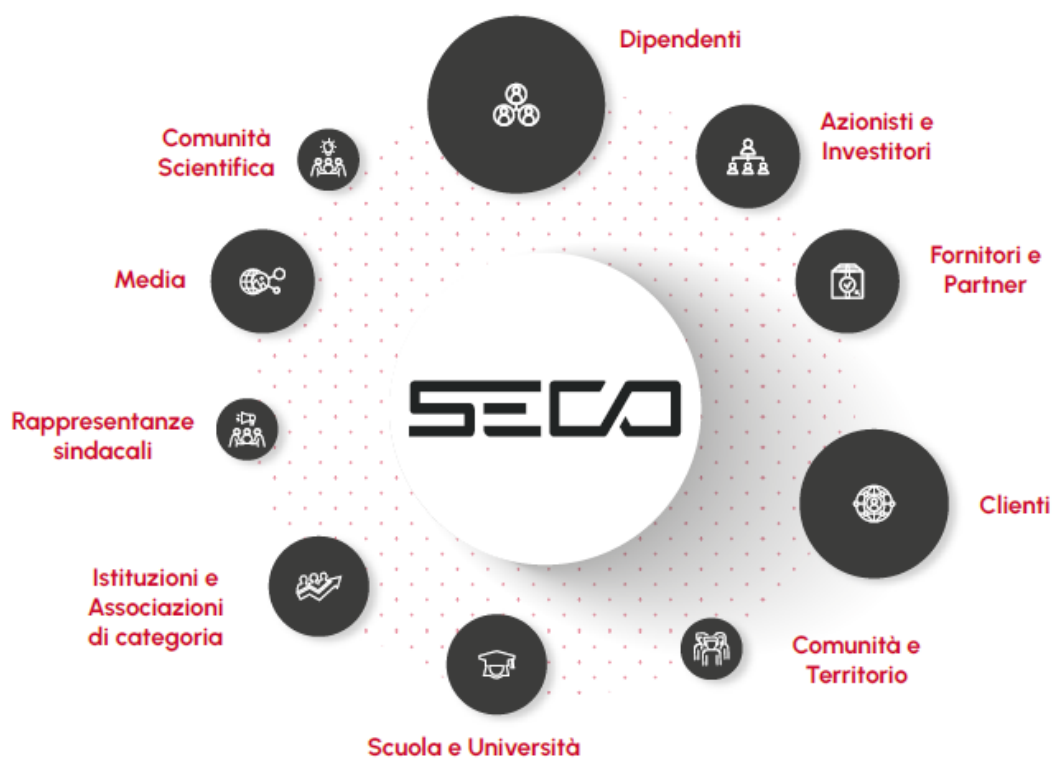 Dipendenti
Azionisti e
Investitori
Fornitori e
Partner
Clienti
Comunità e
Territorio
Scuola e Università
Istituzioni e
Associazioni
di categoria
Rappresentanze
sindacali
Media
Comunità
Scientifica
SECO